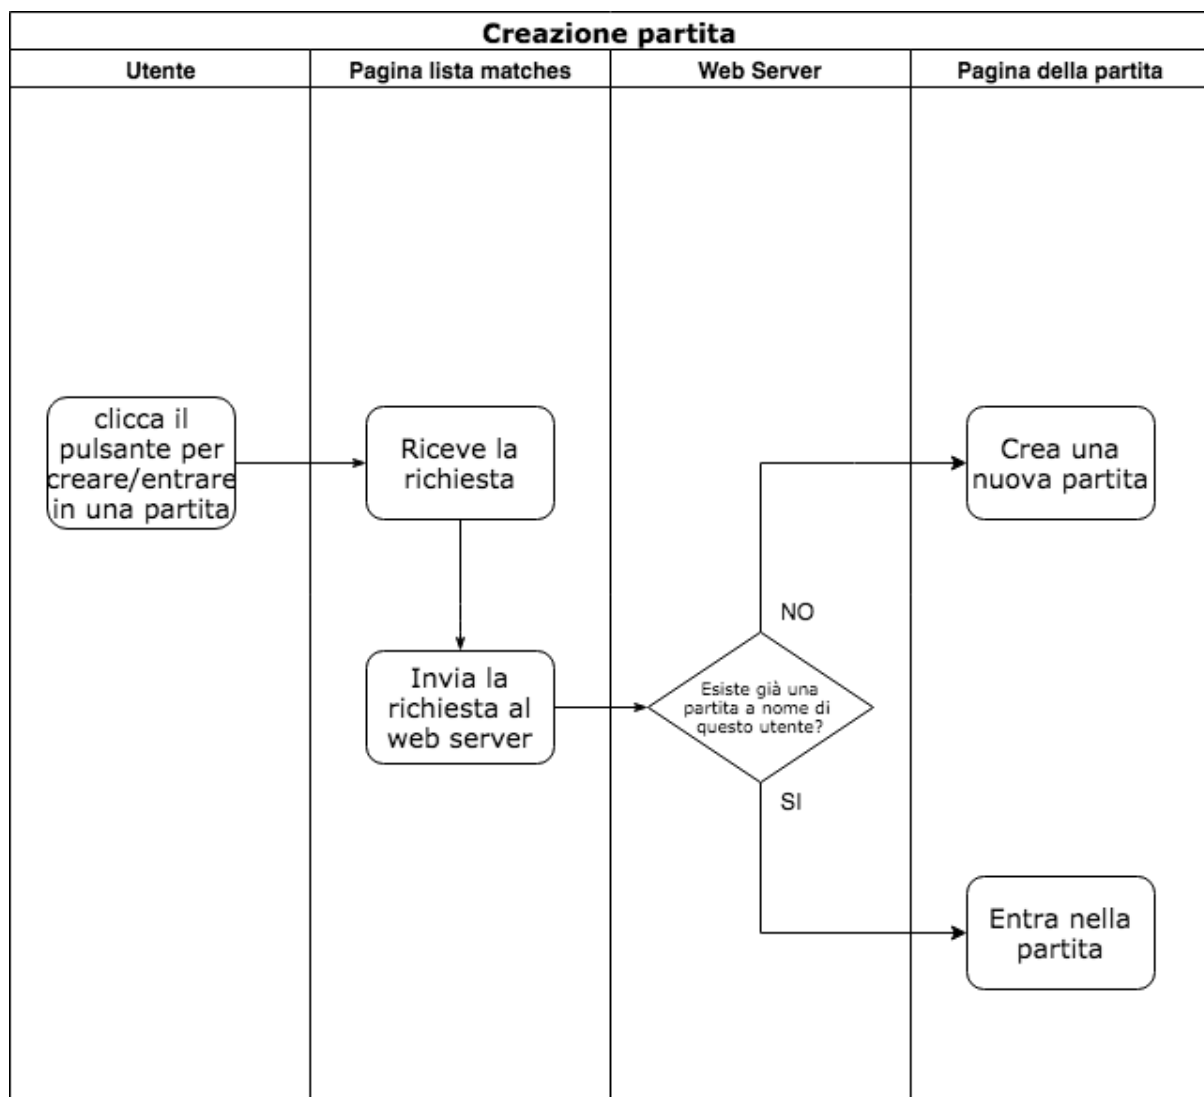 Creazione partita
Utente
Pagina lista matches
Web Server
Pagina della partita
clicca il
pulsante per
creare/entrare
in una partita
Riceve la
richiesta
Crea una
nuova partita
NO
Invia la
richiesta al
web server
Esiste già una
partita a nome di
questo utente?
SI
Entra nella
partita